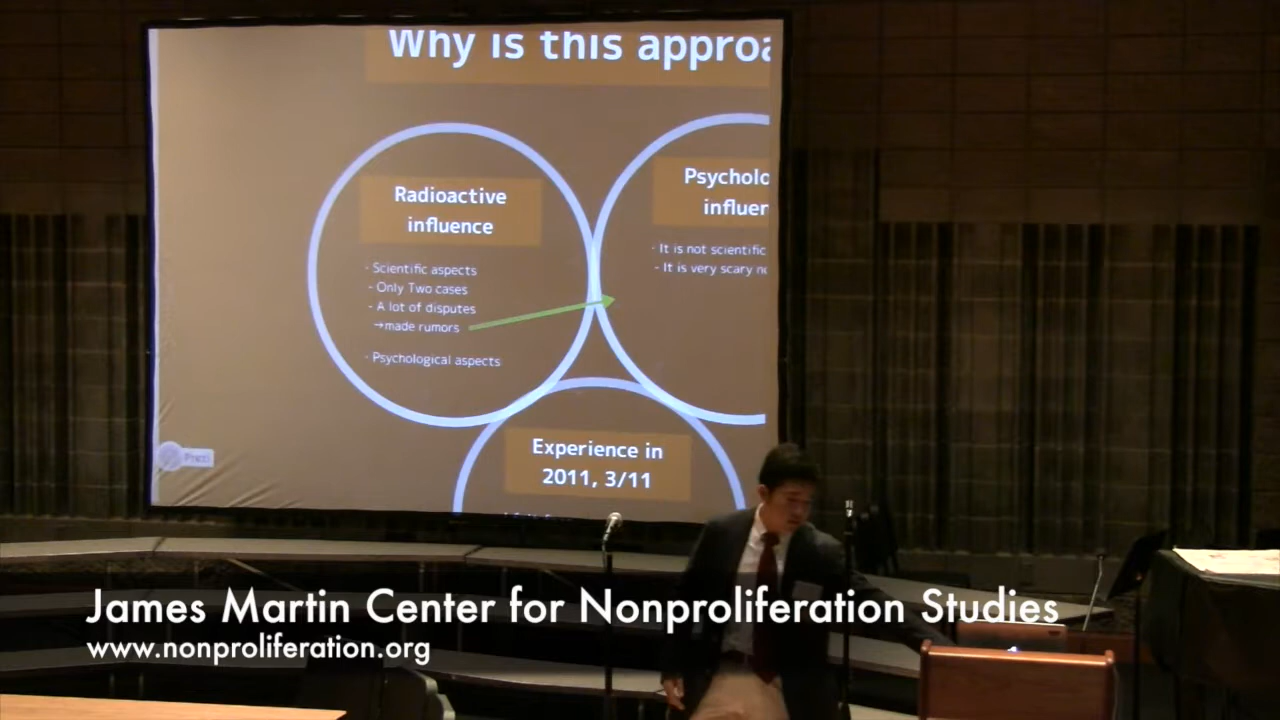 Why is this approa
Radioactive
influence
- Scientific aspects
- Only Two cases
- A lot of disputes
→made rumors
- Psychological aspects
Psycholo
influen
- It is not scientific
- It is very scary
Experience in
2011, 3/11
Prezi
James Martin Center for Nonproliferation Studies
www.nonproliferation.org